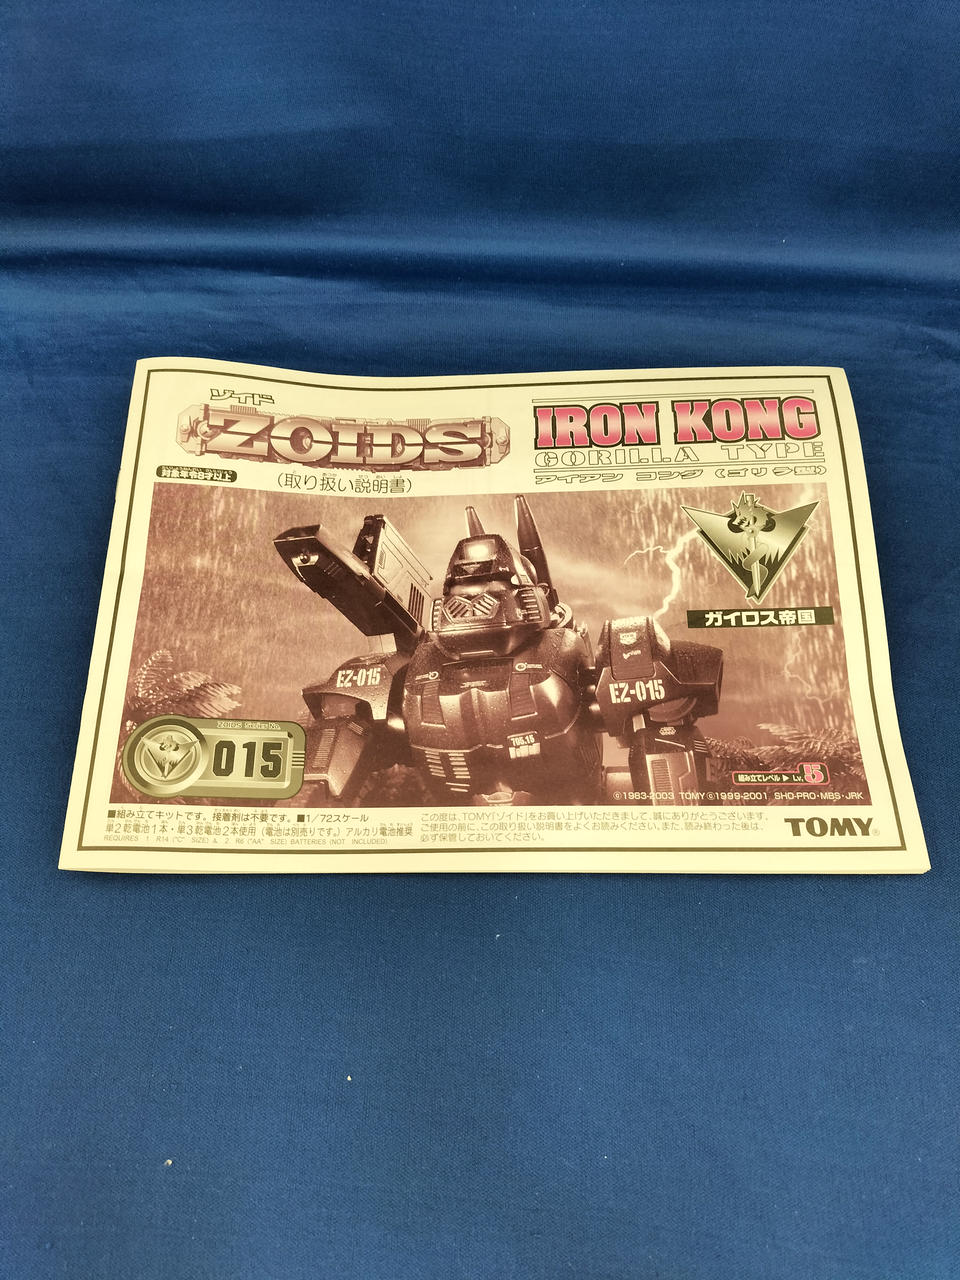 ゾイド
ZOIDS
対象年令8才以上
(取り扱い説明書)
IRON KONG
GORILLA TYPE
アイアン コング (ゴリラ型)
ガイロス帝国
EZ-015
EZ-015
ZOIDS System No.
015
組み立てレベル ▶ Lv.5
©1983-2003 TOMY ©1999-2001 SHO-PRO・MBS・JRK
■組み立てキットです。接着剤は不要です。■1/72スケール
単2乾電池1本・単3乾電池2本使用(電池は別売りです。)アルカリ電池推奨
REQUIRES 1 R14 ("C" SIZE) & 2 R6 ("AA" SIZE) BATTERIES (NOT INCLUDED)
この度は、TOMY「ゾイド」をお買い上げいただきまして、誠にありがとうございます。
ご使用の前に、この取り扱い説明書をよくお読みください。また、読み終わった後は、
必ず保管しておいてください。
TOMY®